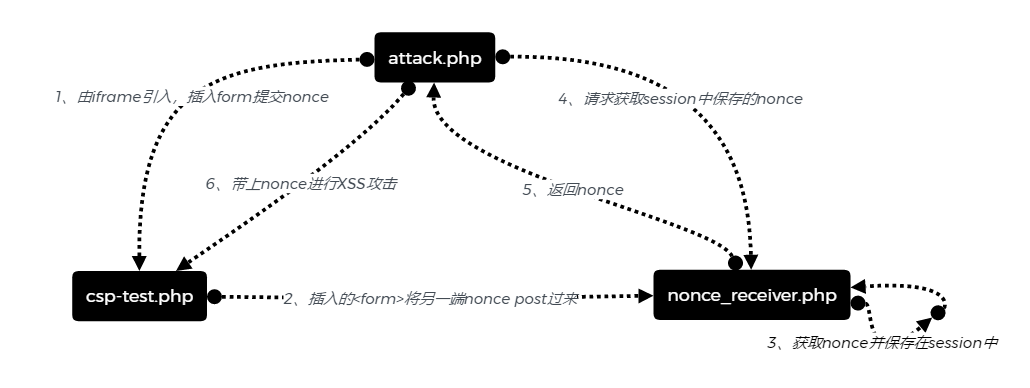 attack.php
1、由iframe引入，插入form提交nonce
4、请求获取session中保存的nonce
6、带上nonce进行XSS攻击
5、返回nonce
csp-test.php
2、插入的<form>将另一端nonce post过来
nonce_receiver.php
3、获取nonce并保存在session中